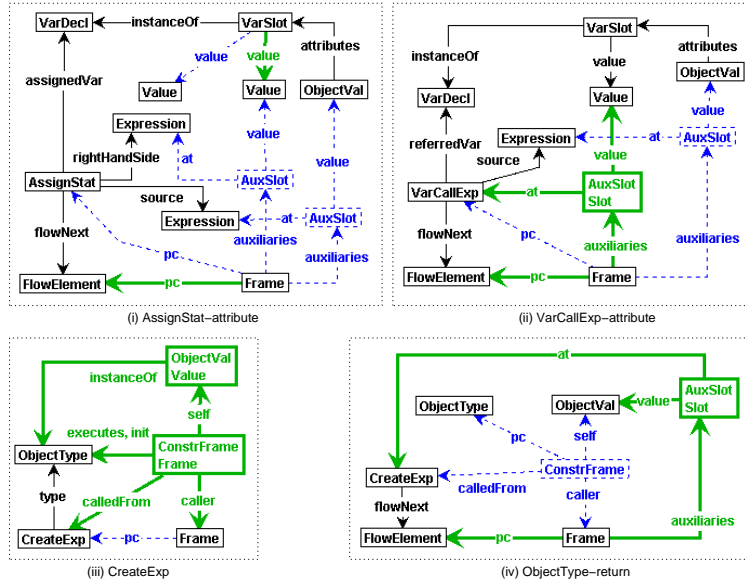 VarDecl
instanceOf
VarSlot
value
value
attributes
assignedVar
Value
Value
ObjectVal
Expression
value
value
rightHandSide
at
AssignStat
AuxSlot
source
Expression
at
AuxSlot
flowNext
auxiliaries
auxiliaries
pc
FlowElement
pc
Frame
(i) AssignStat-attribute
VarSlot
instanceOf
attributes
value
ObjectVal
VarDecl
Value
value
referredVar
Expression
at
AuxSlot
source
value
VarCallExp
at
AuxSlot
Slot
flowNext
pc
auxiliaries
auxiliaries
FlowElement
pc
Frame
(ii) VarCallExp-attribute
ObjectVal
Value
instanceOf
self
executes, init
ObjectType
ConstrFrame
Frame
type
calledFrom
caller
CreateExp
pc
Frame
(iii) CreateExp
at
ObjectType
ObjectVal
value
AuxSlot
Slot
pc
self
CreateExp
ConstrFrame
calledFrom
flowNext
caller
auxiliaries
FlowElement
pc
Frame
(iv) ObjectType-return